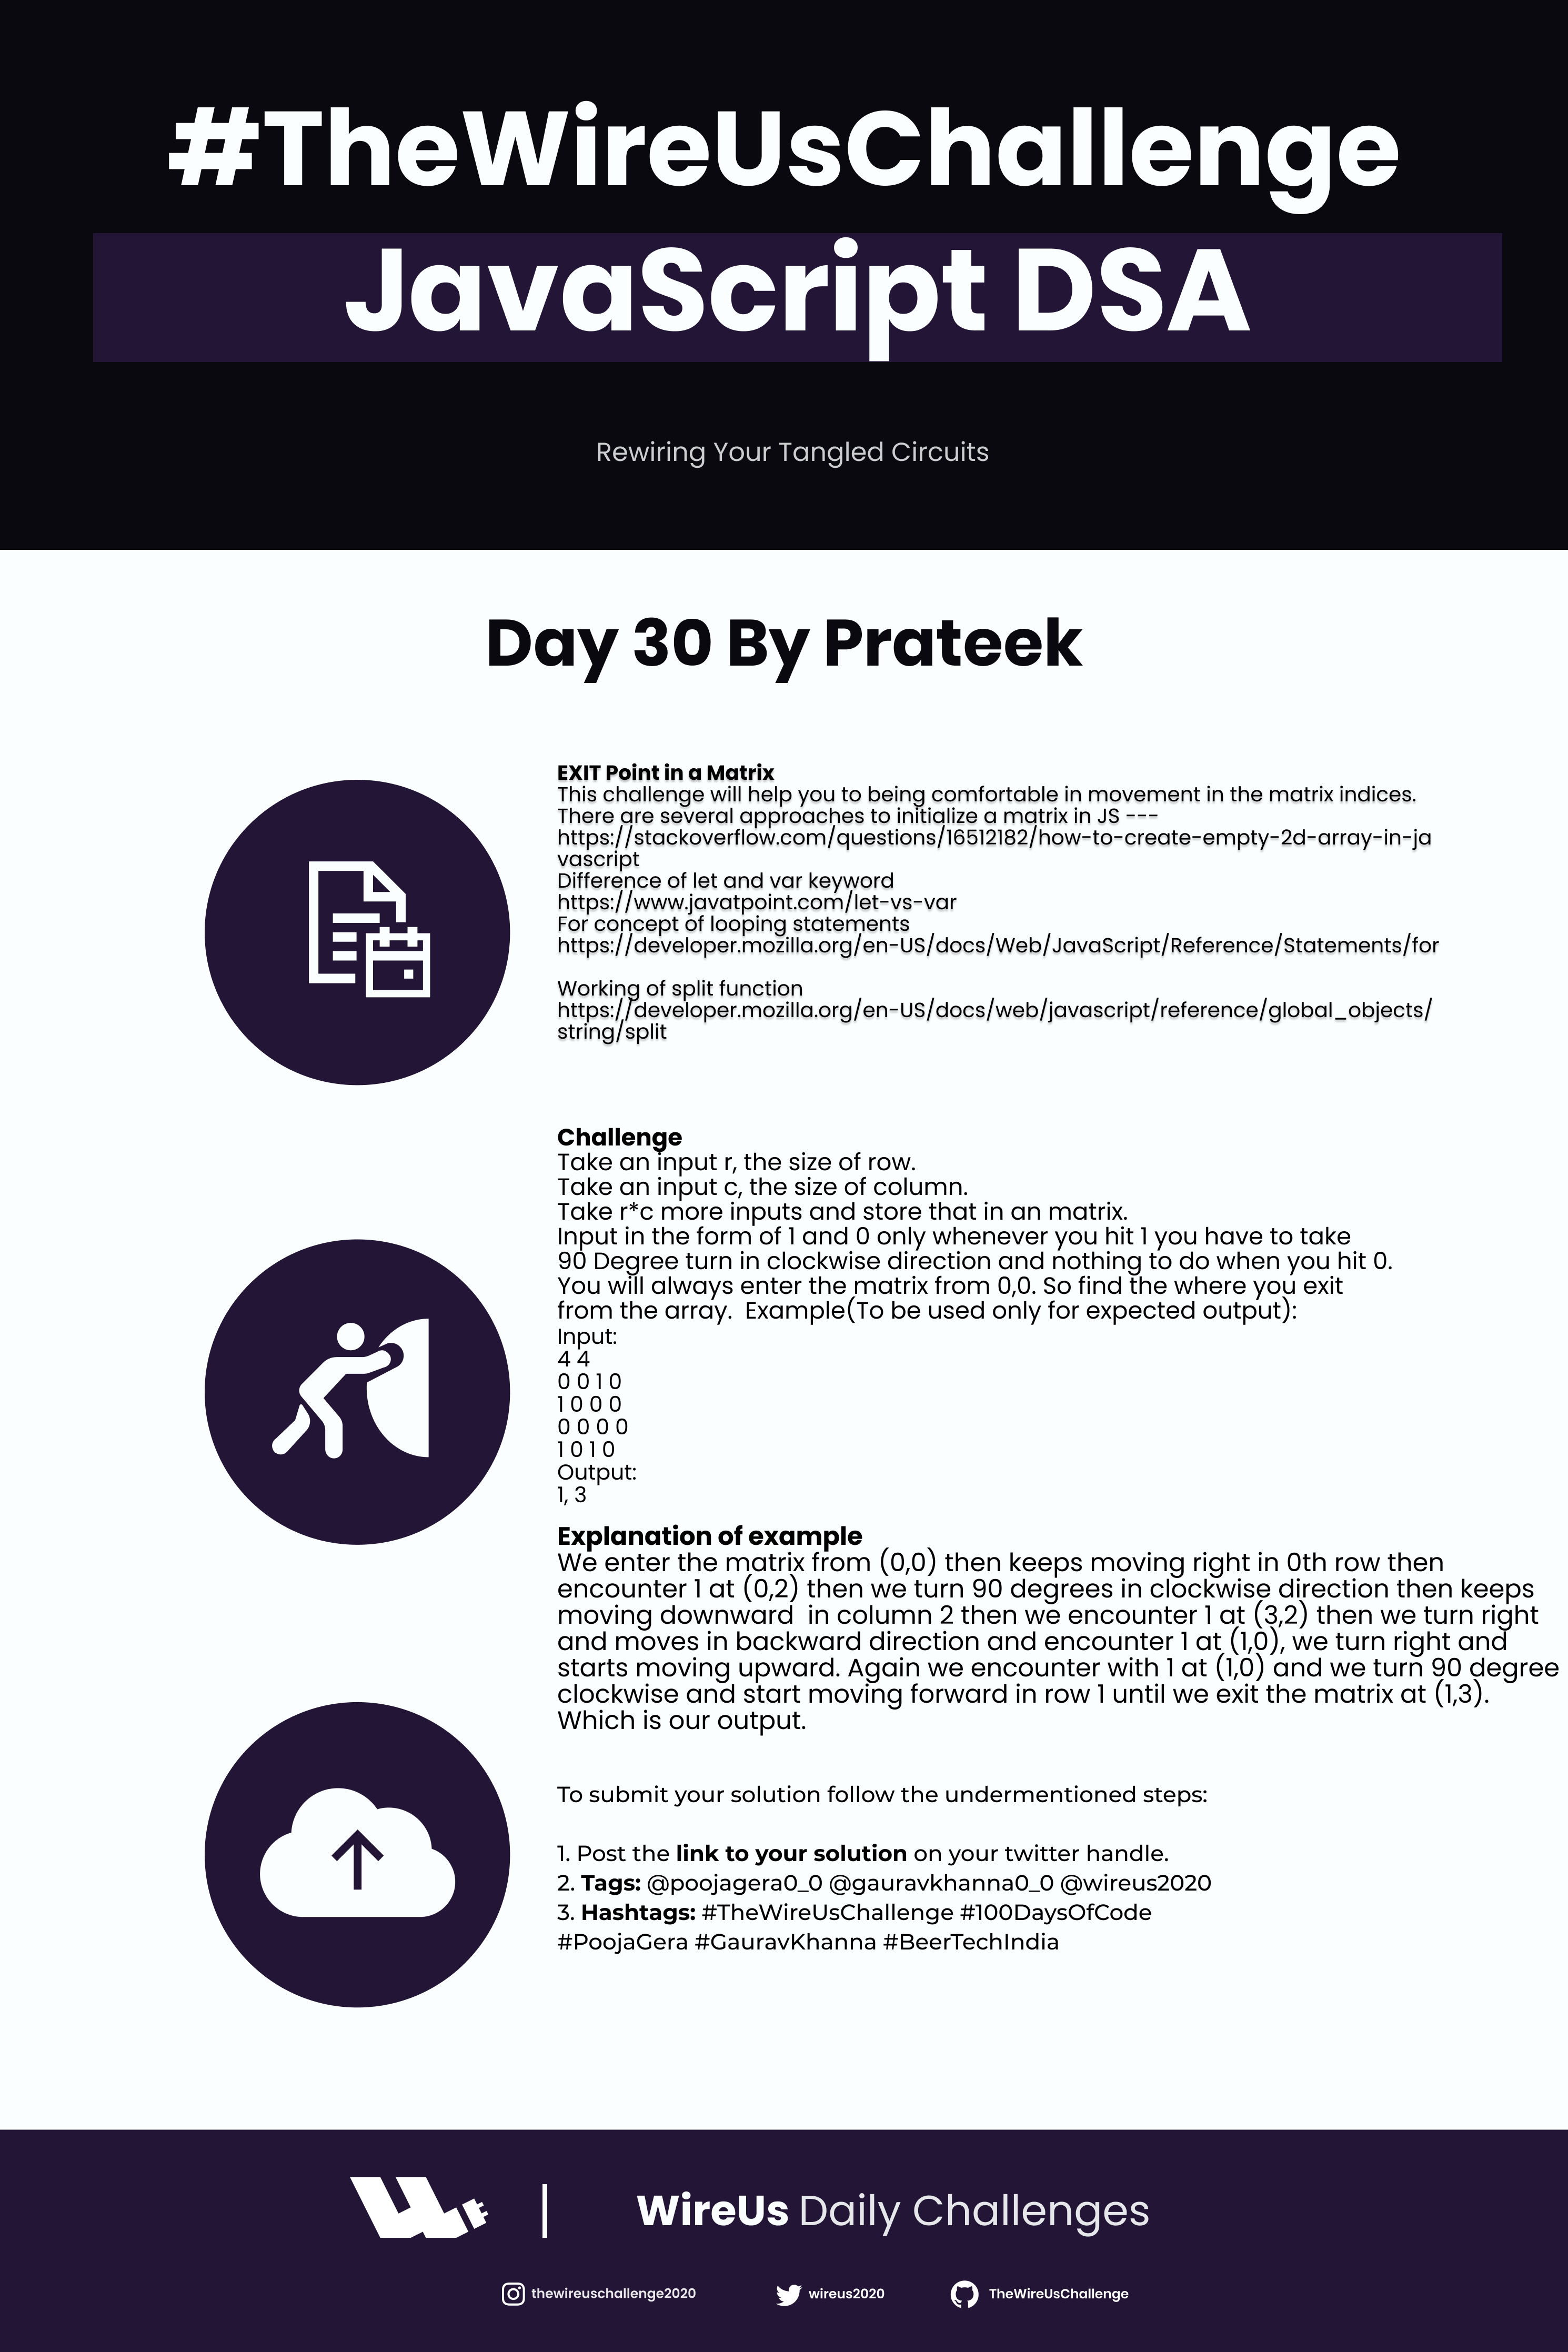 #TheWireUsChallenge
JavaScript DSA
Rewiring Your Tangled Circuits
Day 30 By Prateek
EXIT Point in a Matrix
This challenge will help you to being comfortable in movement in the matrix indices.
There are several approaches to initialize a matrix in JS ---
https://stackoverflow.com/questions/16512182/how-to-create-empty-2d-array-in-ja
vascript
Difference of let and var keyword
https://www.javatpoint.com/let-vs-var
For concept of looping statements
https://developer.mozilla.org/en-US/docs/Web/JavaScript/Reference/Statements/for
Working of split function
https://developer.mozilla.org/en-US/docs/web/javascript/reference/global_objects/
string/split
Challenge
Take an input r, the size of row.
Take an input c, the size of column.
Take r*c more inputs and store that in an matrix.
Input in the form of 1 and 0 only whenever you hit 1 you have to take
90 Degree turn in clockwise direction and nothing to do when you hit 0.
You will always enter the matrix from 0,0. So find the where you exit
from the array.  Example(To be used only for expected output):
Input:
4 4
0 0 1 0
1 0 0 0
0 0 0 0
1 0 1 0
Output:
1, 3
Explanation of example
We enter the matrix from (0,0) then keeps moving right in 0th row then
encounter 1 at (0,2) then we turn 90 degrees in clockwise direction then keeps
moving downward  in column 2 then we encounter 1 at (3,2) then we turn right
and moves in backward direction and encounter 1 at (1,0), we turn right and
starts moving upward. Again we encounter with 1 at (1,0) and we turn 90 degree
clockwise and start moving forward in row 1 until we exit the matrix at (1,3).
Which is our output.
To submit your solution follow the undermentioned steps:
1. Post the link to your solution on your twitter handle.
2. Tags: @poojagera0_0 @gauravkhanna0_0 @wireus2020
3. Hashtags: #TheWireUsChallenge #100DaysOfCode
#PoojaGera #GauravKhanna #BeerTechIndia
WireUs Daily Challenges
thewireuschallenge2020 wireus2020 TheWireUsChallenge